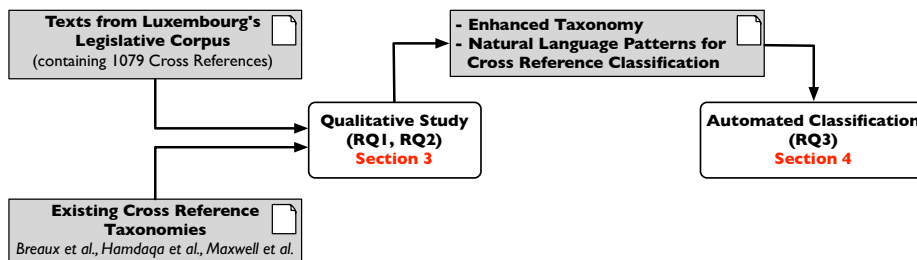 Texts from Luxembourg's
Legislative Corpus
(containing 1079 Cross References)
- Enhanced Taxonomy
- Natural Language Patterns for
Cross Reference Classification
Qualitative Study
(RQ1, RQ2)
Section 3
Automated Classification
(RQ3)
Section 4
Existing Cross Reference
Taxonomies
Breaux et al., Hamdaqa et al., Maxwell et al.